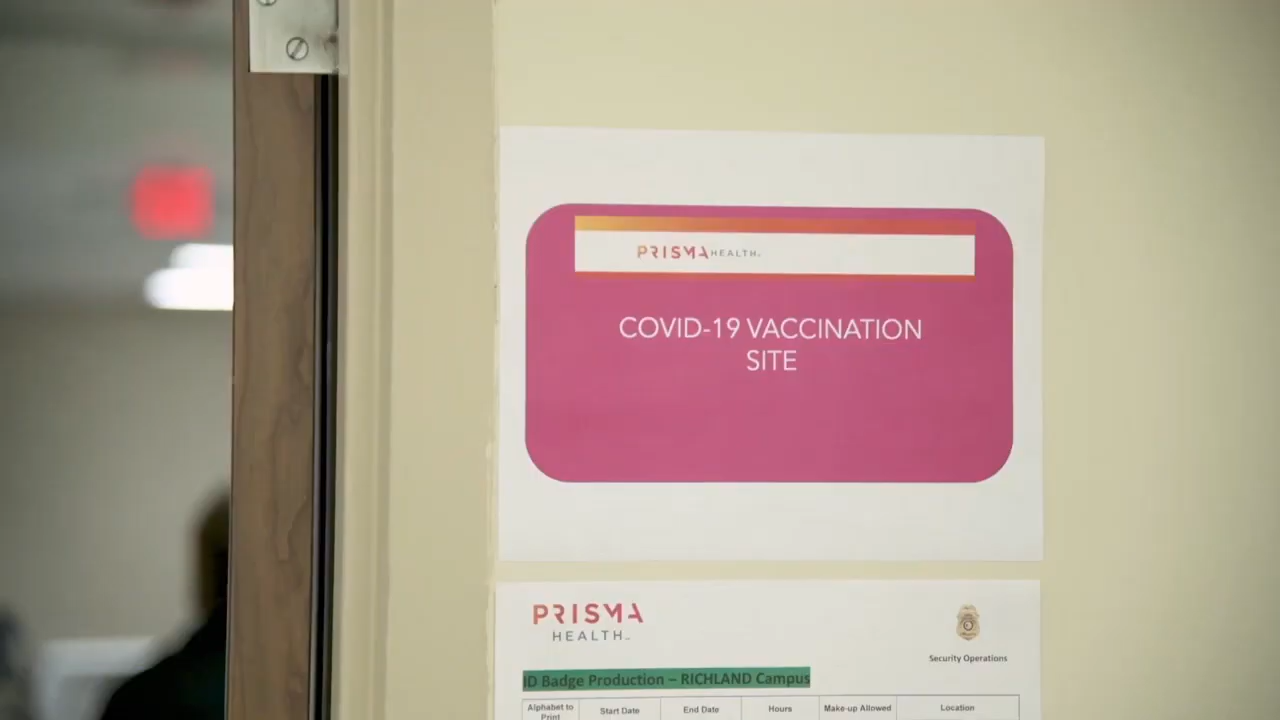 PRISMA HEALTH
COVID-19 VACCINATION
SITE
PRISMA
HEALTH
Security Operations
ID Badge Production – RICHLAND Campus
Alphabet to Print
Start Date
End Date
Hours
Make-up Allowed
Location